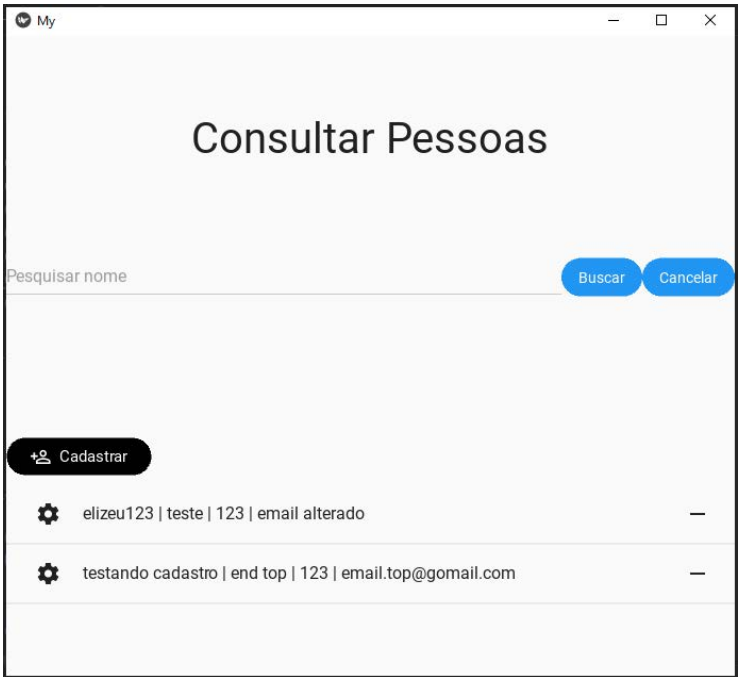 My
Consultar Pessoas
Pesquisar nome
Buscar
Cancelar
Cadastrar
elizeu123 | teste | 123 | email alterado
testando cadastro | end top | 123 | email.top@gomail.com